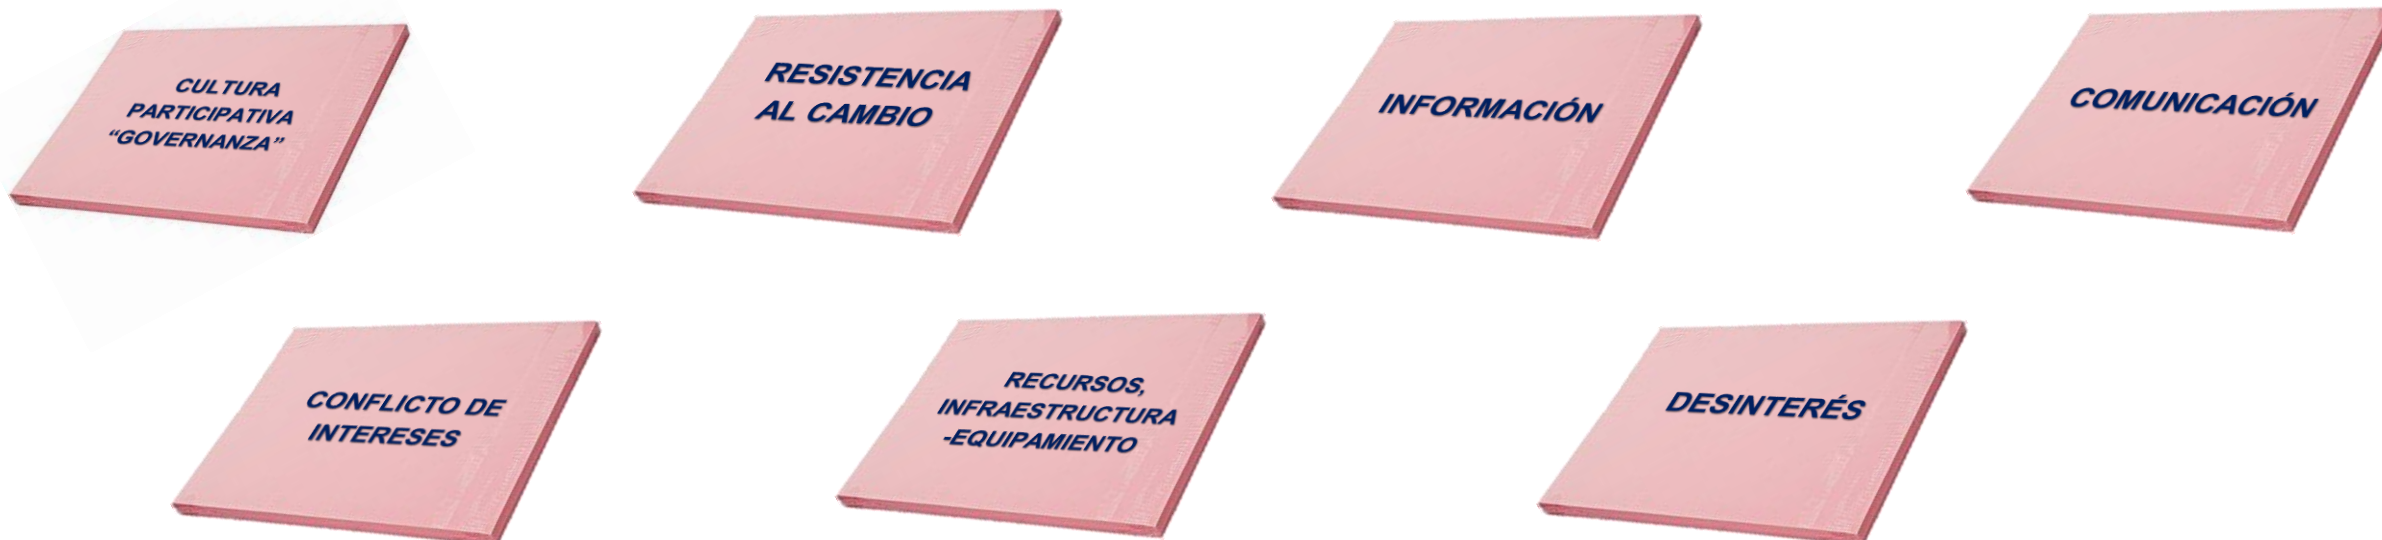 CULTURA
PARTICIPATIVA
“GOVERNANZA”
RESISTENCIA
AL CAMBIO
INFORMACIÓN
COMUNICACIÓN
CONFLICTO DE
INTERESES
RECURSOS,
INFRAESTRUCTURA
-EQUIPAMIENTO
DESINTERÉS